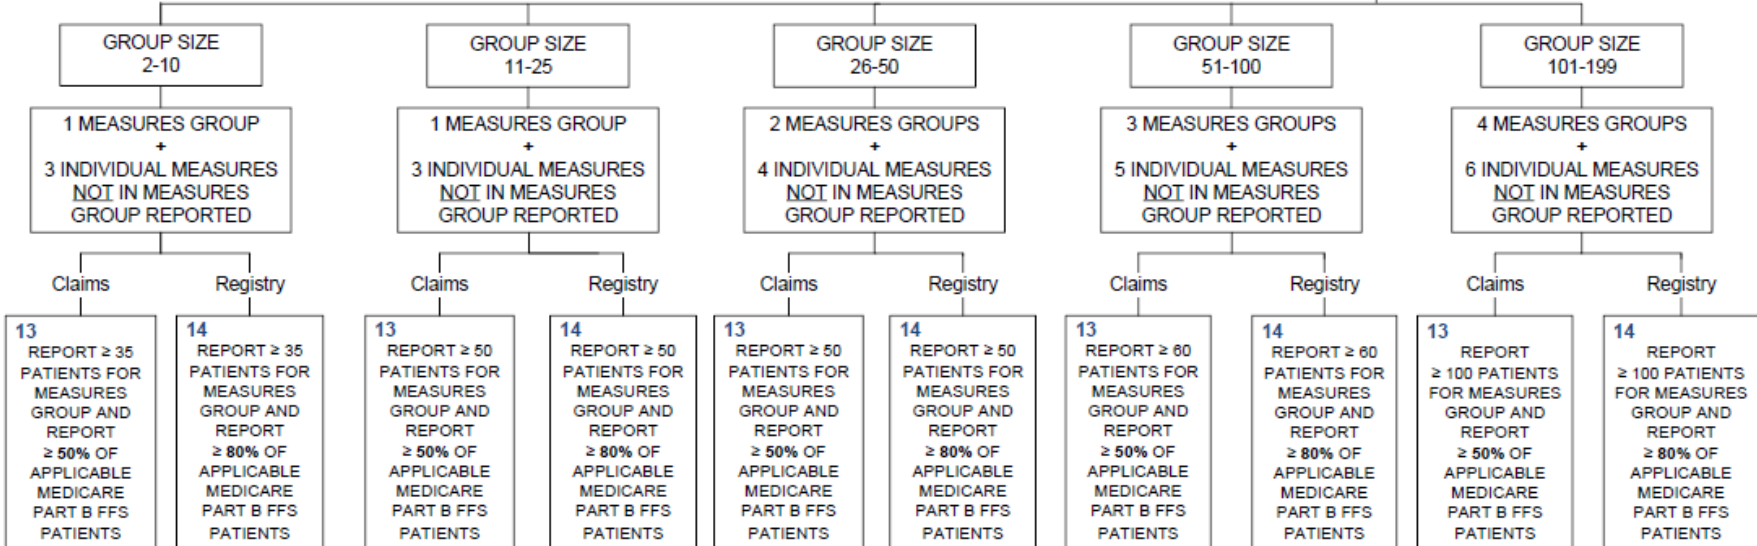 GROUP SIZE
2-10
GROUP SIZE
11-25
GROUP SIZE
26-50
GROUP SIZE
51-100
GROUP SIZE
101-199
1 MEASURES GROUP
+
3 INDIVIDUAL MEASURES
NOT IN MEASURES
GROUP REPORTED
1 MEASURES GROUP
+
3 INDIVIDUAL MEASURES
NOT IN MEASURES
GROUP REPORTED
2 MEASURES GROUPS
+
4 INDIVIDUAL MEASURES
NOT IN MEASURES
GROUP REPORTED
3 MEASURES GROUPS
+
5 INDIVIDUAL MEASURES
NOT IN MEASURES
GROUP REPORTED
4 MEASURES GROUPS
+
6 INDIVIDUAL MEASURES
NOT IN MEASURES
GROUP REPORTED
Claims
Registry
Claims
Registry
Claims
Registry
Claims
Registry
Claims
Registry
13
REPORT ≥ 35
PATIENTS FOR
MEASURES
GROUP AND
REPORT
≥ 50% OF
APPLICABLE
MEDICARE
PART B FFS
PATIENTS
14
REPORT ≥ 35
PATIENTS FOR
MEASURES
GROUP AND
REPORT
≥ 80% OF
APPLICABLE
MEDICARE
PART B FFS
PATIENTS
13
REPORT ≥ 50
PATIENTS FOR
MEASURES
GROUP AND
REPORT
≥ 50% OF
APPLICABLE
MEDICARE
PART B FFS
PATIENTS
14
REPORT ≥ 50
PATIENTS FOR
MEASURES
GROUP AND
REPORT
≥ 80% OF
APPLICABLE
MEDICARE
PART B FFS
PATIENTS
13
REPORT ≥ 50
PATIENTS FOR
MEASURES
GROUP AND
REPORT
≥ 50% OF
APPLICABLE
MEDICARE
PART B FFS
PATIENTS
14
REPORT ≥ 50
PATIENTS FOR
MEASURES
GROUP AND
REPORT
≥ 80% OF
APPLICABLE
MEDICARE
PART B FFS
PATIENTS
13
REPORT ≥ 60
PATIENTS FOR
MEASURES
GROUP AND
REPORT
≥ 50% OF
APPLICABLE
MEDICARE
PART B FFS
PATIENTS
14
REPORT ≥ 60
PATIENTS FOR
MEASURES
GROUP AND
REPORT
≥ 80% OF
APPLICABLE
MEDICARE
PART B FFS
PATIENTS
13
REPORT
≥ 100 PATIENTS
FOR MEASURES
GROUP AND
REPORT
≥ 50% OF
APPLICABLE
MEDICARE
PART B FFS
PATIENTS
14
REPORT
≥ 100 PATIENTS
FOR MEASURES
GROUP AND
REPORT
≥ 80% OF
APPLICABLE
MEDICARE
PART B FFS
PATIENTS